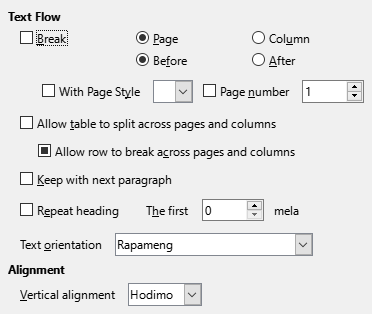 Text Flow
Break Page Column
Before After
With Page Style Page number 1
Allow table to split across pages and columns
Allow row to break across pages and columns
Keep with next paragraph
Repeat heading The first 0 mela
Text orientation Rapameng
Alignment
Vertical alignment Hodimo